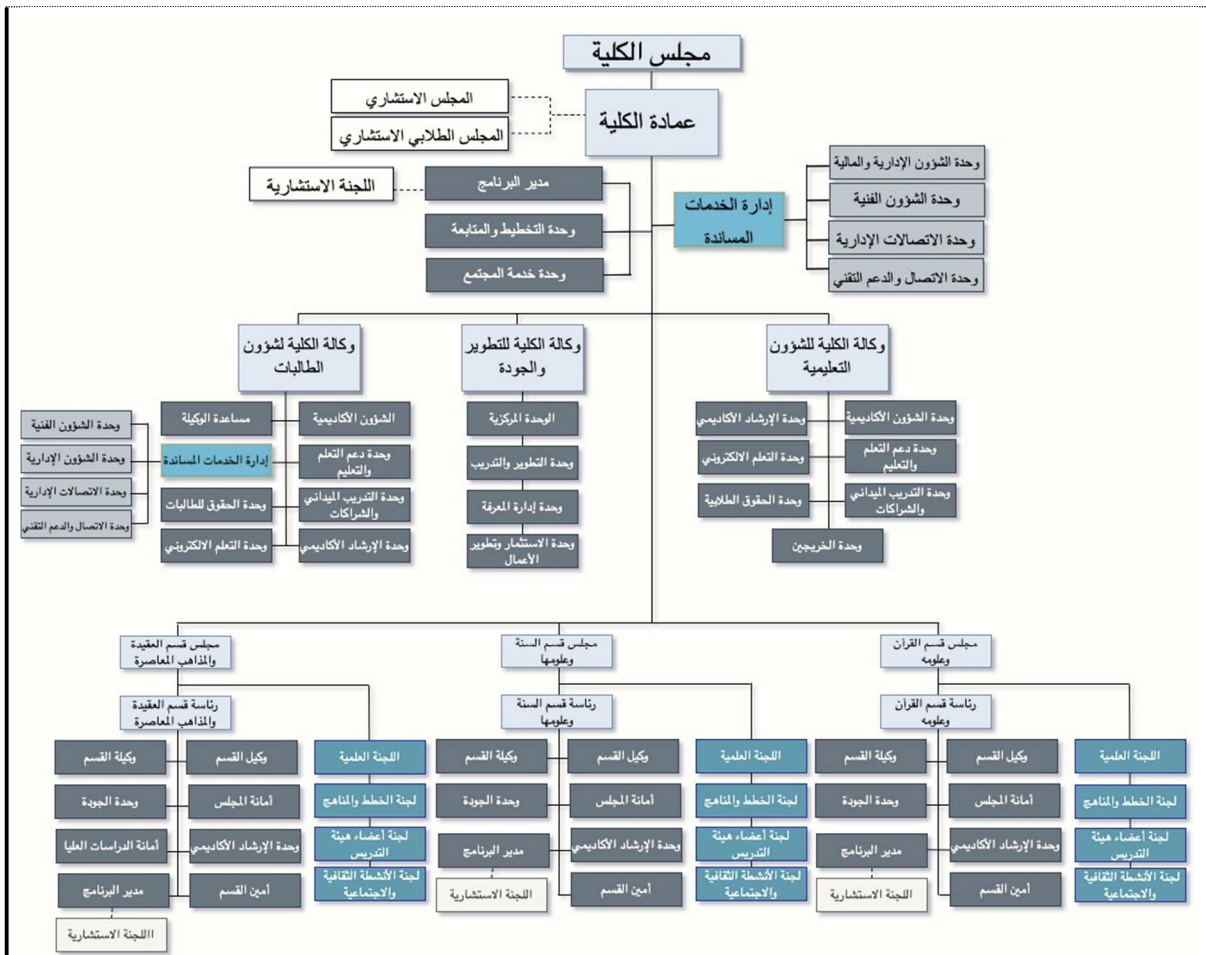 مجلس الكلية
عمادة الكلية
المجلس الاستشاري
المجلس الطلابي الاستشاري
مدير البرنامج
اللجنة الاستشارية
وحدة التخطيط والمتابعة
وحدة خدمة المجتمع
إدارة الخدمات
المساندة
وحدة الشؤون الإدارية والمالية
وحدة الشؤون الفنية
وحدة الاتصالات الإدارية
وحدة الاتصال والدعم التقني
وكالة الكلية للشؤون
التعليمية
وحدة الشؤون الأكاديمية
وحدة الإرشاد الأكاديمي
وحدة دعم التعلم
والتعليم
وحدة التعلم الالكتروني
وحدة التدريب الميداني
والشراكات
وحدة الحقوق الطلابية
وحدة الخريجين
وكالة الكلية للتطوير
والجودة
الوحدة المركزية
وحدة التطوير والتدريب
وحدة إدارة المعرفة
وحدة الاستثمار وتطوير
الأعمال
وكالة الكلية لشؤون
الطالبات
الشؤون الأكاديمية
مساعدة الوكيلة
وحدة دعم التعلم
والتعليم
إدارة الخدمات المساندة
وحدة التدريب الميداني
والشراكات
وحدة الحقوق للطالبات
وحدة الإرشاد الأكاديمي
وحدة التعلم الالكتروني
وحدة الشؤون الفنية
وحدة الشؤون الإدارية
وحدة الاتصالات الإدارية
وحدة الاتصال والدعم التقني
مجلس قسم القرآن
وعلومه
رئاسة قسم القرآن
وعلومه
اللجنة العلمية
لجنة الخطط والمناهج
لجنة أعضاء هيئة
التدريس
لجنة الأنشطة الثقافية
والاجتماعية
وكيل القسم
وكيلة القسم
أمانة المجلس
وحدة الجودة
وحدة الإرشاد الأكاديمي
مدير البرنامج
أمين القسم
اللجنة الاستشارية
مجلس قسم السنة
وعلومها
رئاسة قسم السنة
وعلومها
اللجنة العلمية
لجنة الخطط والمناهج
لجنة أعضاء هيئة
التدريس
لجنة الأنشطة الثقافية
والاجتماعية
وكيل القسم
وكيلة القسم
أمانة المجلس
وحدة الجودة
وحدة الإرشاد الأكاديمي
مدير البرنامج
أمين القسم
اللجنة الاستشارية
مجلس قسم العقيدة
والمذاهب المعاصرة
رئاسة قسم العقيدة
والمذاهب المعاصرة
اللجنة العلمية
لجنة الخطط والمناهج
لجنة أعضاء هيئة
التدريس
لجنة الأنشطة الثقافية
والاجتماعية
وكيل القسم
وكيلة القسم
أمانة المجلس
وحدة الجودة
وحدة الإرشاد الأكاديمي
أمانة الدراسات العليا
أمين القسم
مدير البرنامج
االلجنة الاستشارية